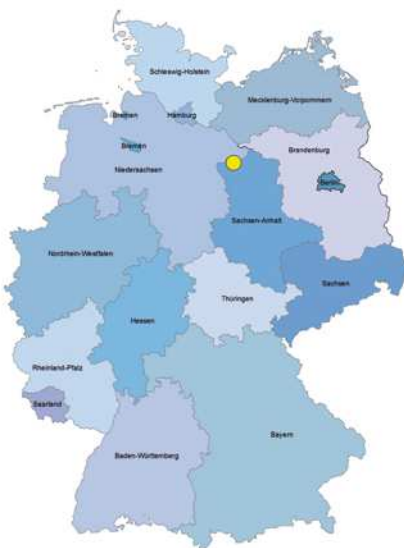 Schleswig-Holstein
Mecklenburg-Vorpommern
Bremen
Hamburg
Bremen
Brandenburg
Niedersachsen
Berlin
Sachsen-Anhalt
Nordrhein-Westfalen
Sachsen
Thüringen
Hessen
Rheinland-Pfalz
Saarland
Bayern
Baden-Württemberg